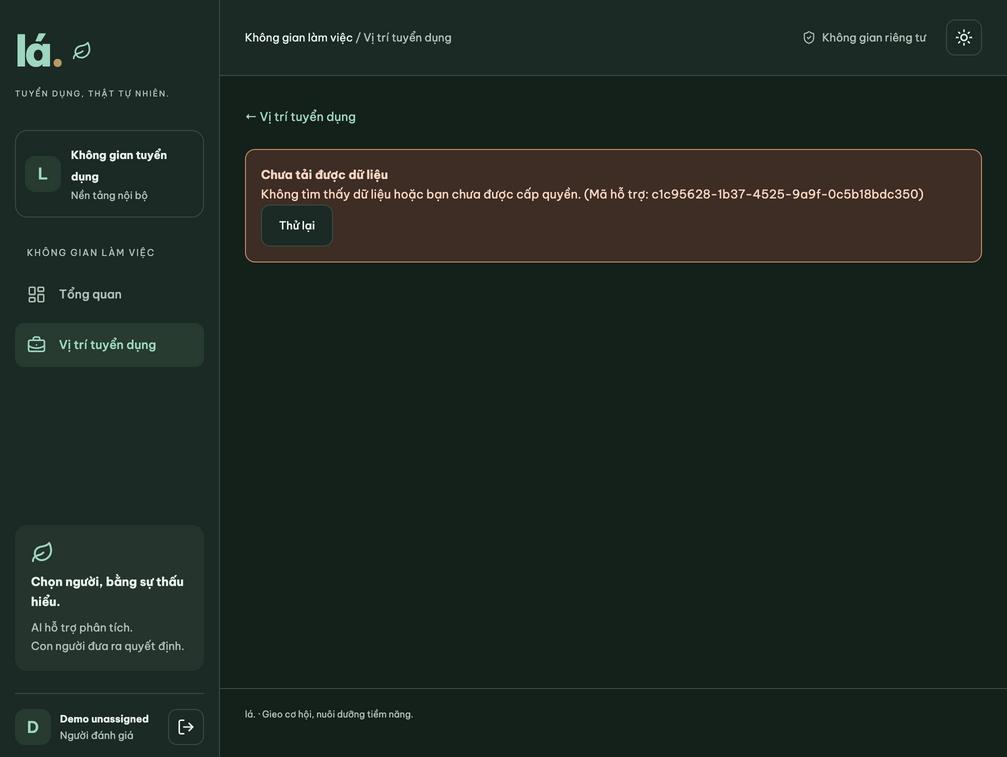 lá.
TUYỂN DỤNG, THẬT TỰ NHIÊN.
L
Không gian tuyển
dụng
Nền tảng nội bộ
KHÔNG GIAN LÀM VIỆC
Tổng quan
Vị trí tuyển dụng
Chọn người, bằng sự thấu
hiểu.
AI hỗ trợ phân tích.
Con người đưa ra quyết định.
D
Demo unassigned
Người đánh giá
Không gian làm việc / Vị trí tuyển dụng
Không gian riêng tư
← Vị trí tuyển dụng
Chưa tải được dữ liệu
Không tìm thấy dữ liệu hoặc bạn chưa được cấp quyền. (Mã hỗ trợ: c1c95628-1b37-4525-9a9f-0c5b18bdc350)
Thử lại
lá. · Gieo cơ hội, nuôi dưỡng tiềm năng.